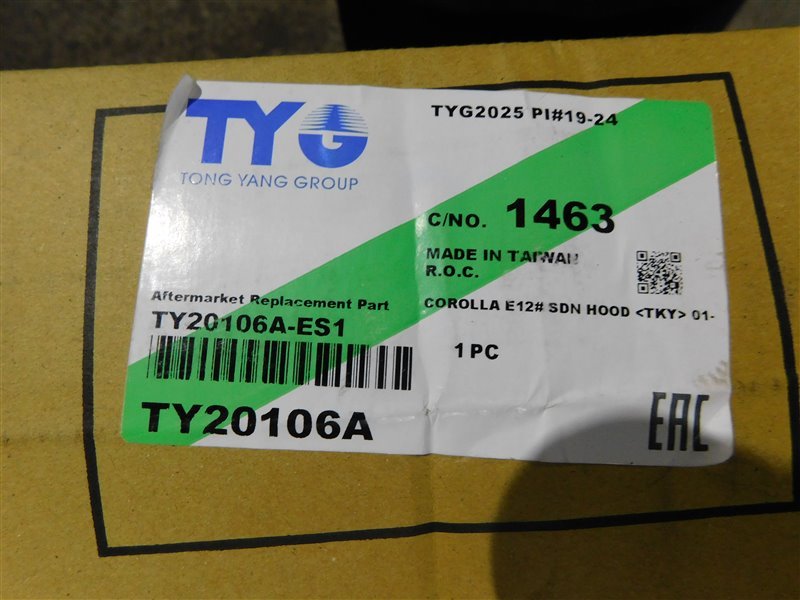 TYG
TONG YANG GROUP
TYG2025 PI#19-24
C/NO. 1463
MADE IN TAIWAN
R.O.C.
Aftermarket Replacement Part
TY20106A-ES1
COROLLA E12# SDN HOOD <TKY> 01-
1 PC
TY20106A
EAC